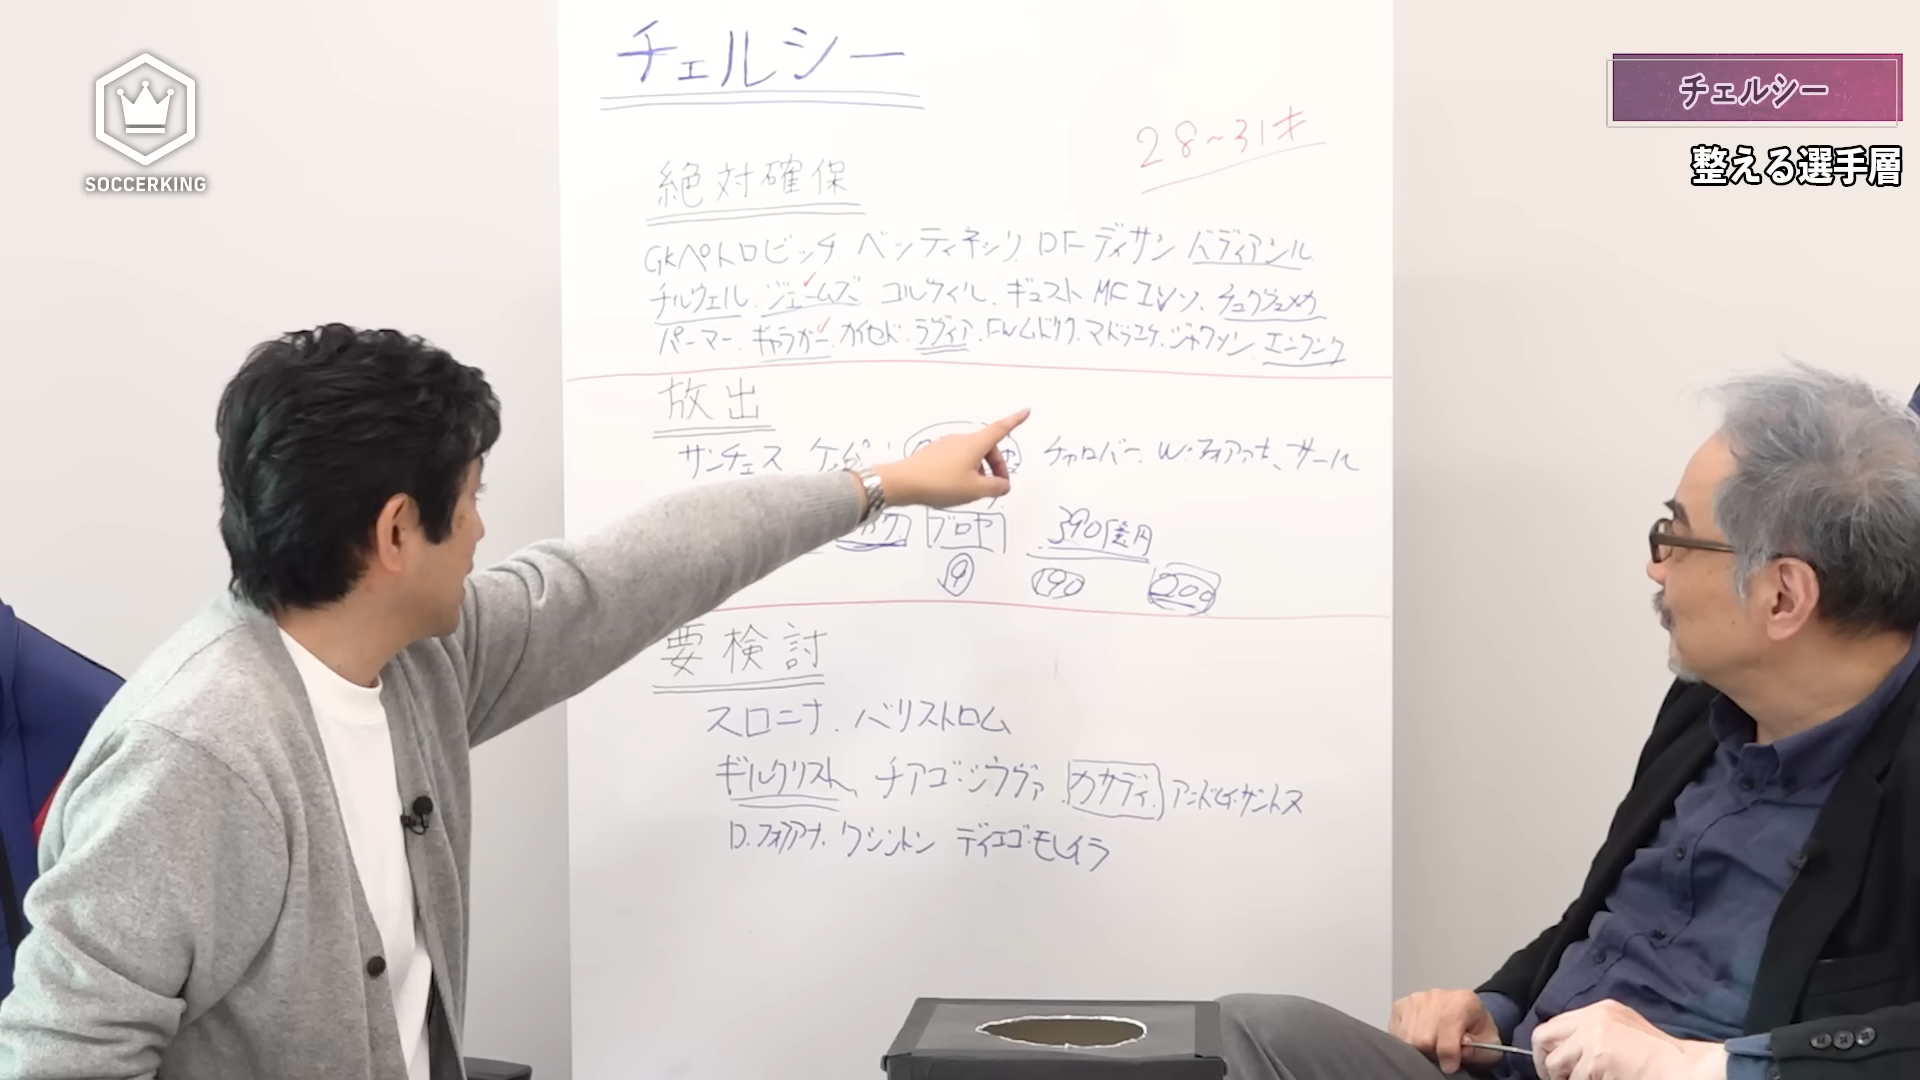 チェルシー
SOCCERKING
チェルシー
整える選手層
28~31才
絶対確保
GKペトロビッチ ベッティネッリ DFディサシ バディアシル
チルウェル.ジェームズ.コルウィル.ギュスト MFエンソ.チュクウェメカ
パーマー.ギャラガー.カイセド.ラヴィア.FWムドリク.マドゥエケ.ジャクソン.エンクンク
放出
サンチェス ケパ チャロバー.W.フォファナ、サール
ブロヤ 390億円
9 190 200
要検討
スロニナ.ベリストロム
ギルクリスト、チアゴ・シウヴァ カサディ アンドレイ・サントス
D.フォファナ.ワシントン ディエゴ・モレイラ